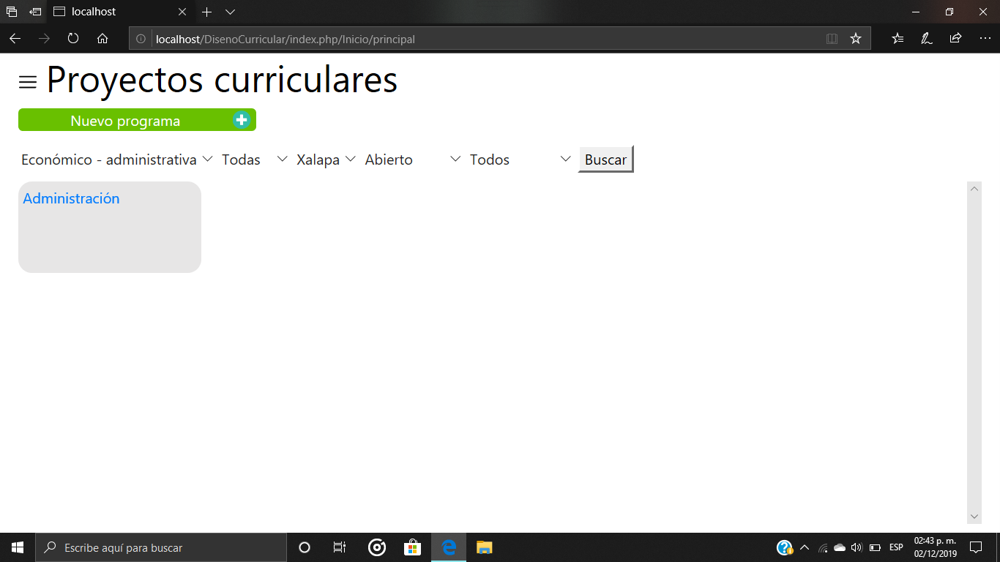 localhost
localhost/DisenoCurricular/index.php/Inicio/principal
Proyectos curriculares
Nuevo programa
Económico - administrativa Todas Xalapa Abierto Todos Buscar
Administración
Escribe aquí para buscar
ESP
02:43 p. m.
02/12/2019